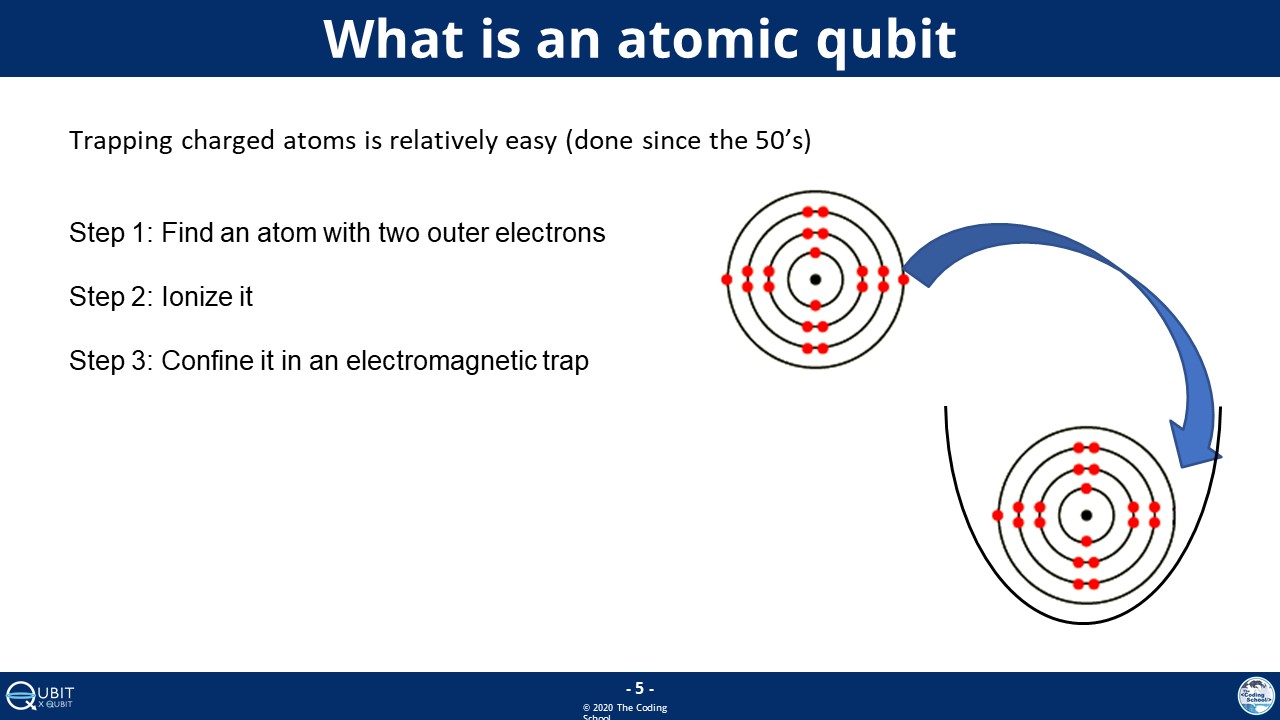 What is an atomic qubit
Trapping charged atoms is relatively easy (done since the 50’s)
Step 1: Find an atom with two outer electrons
Step 2: Ionize it
Step 3: Confine it in an electromagnetic trap
QUBIT
X QUBIT
- 5 -
© 2020 The Coding
School
The
<Coding
School>